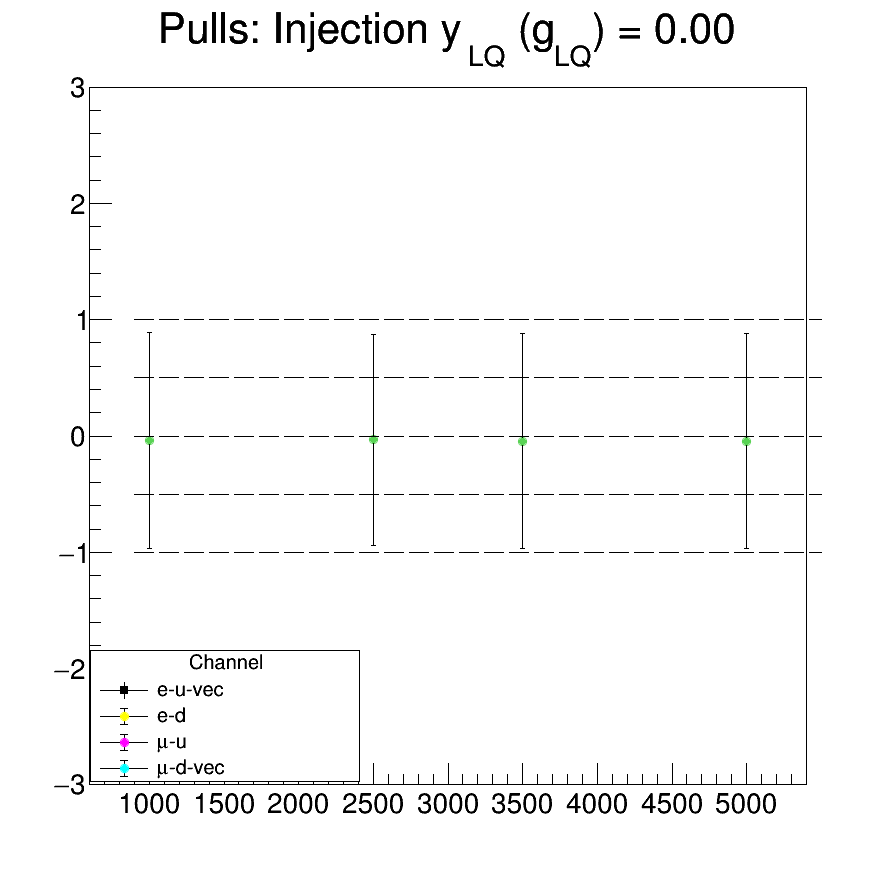 Pulls: Injection y LQ (gLQ) = 0.00
3
2
1
0
−1
−2
−3
Channel
e-u-vec
e-d
μ-u
μ-d-vec
1000 1500 2000 2500 3000 3500 4000 4500 5000